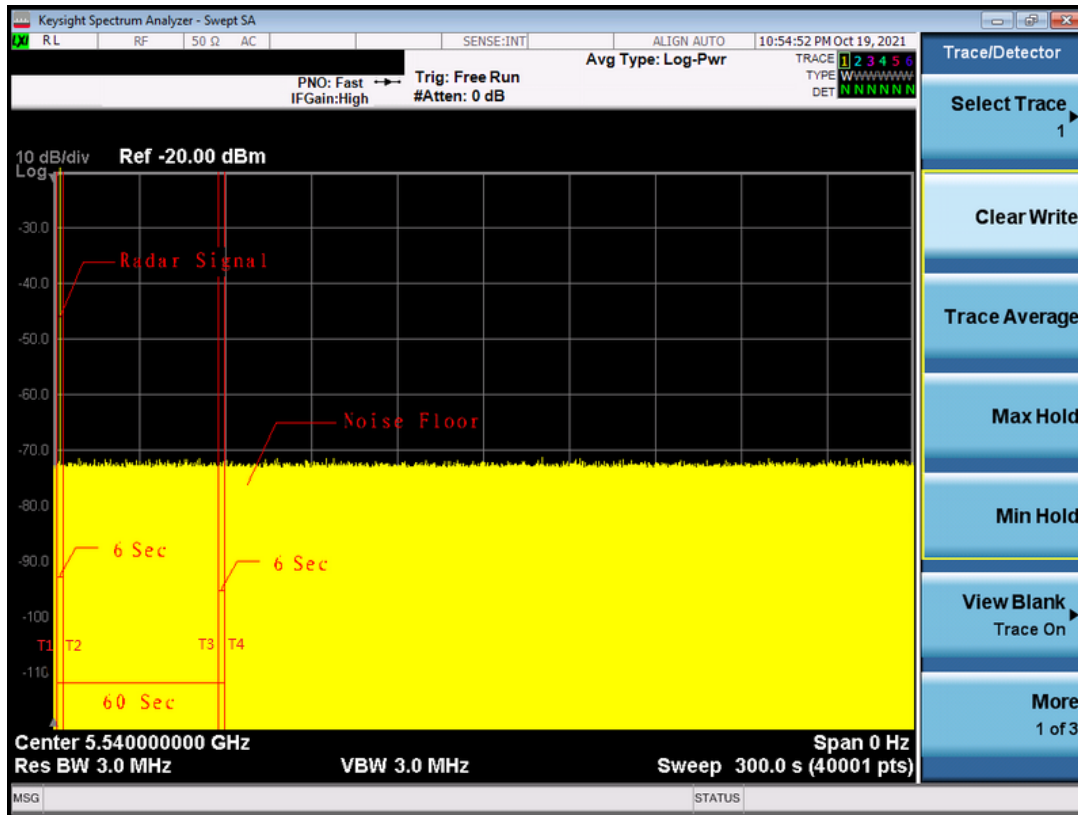 Keysight Spectrum Analyzer - Swept SA
LXI RL RF 50 Ω AC SENSE:INT ALIGN AUTO 10:54:52 PM Oct 19, 2021
PNO: Fast
IFGain:High
Trig: Free Run
#Atten: 0 dB
Avg Type: Log-Pwr
TRACE 1 2 3 4 5 6
TYPE WWWWWW
DET N N N N N N
Trace/Detector
Select Trace
1
Clear Write
Trace Average
Max Hold
Min Hold
View Blank
Trace On
More
1 of 3
10 dB/div Ref -20.00 dBm
Log
-30.0
Radar Signal
-40.0
-50.0
-60.0
Noise Floor
-70.0
-80.0
6 Sec
-90.0
6 Sec
-100
T1 T2 T3 T4
-110
60 Sec
Center 5.540000000 GHz Span 0 Hz
Res BW 3.0 MHz VBW 3.0 MHz Sweep 300.0 s (40001 pts)
MSG STATUS